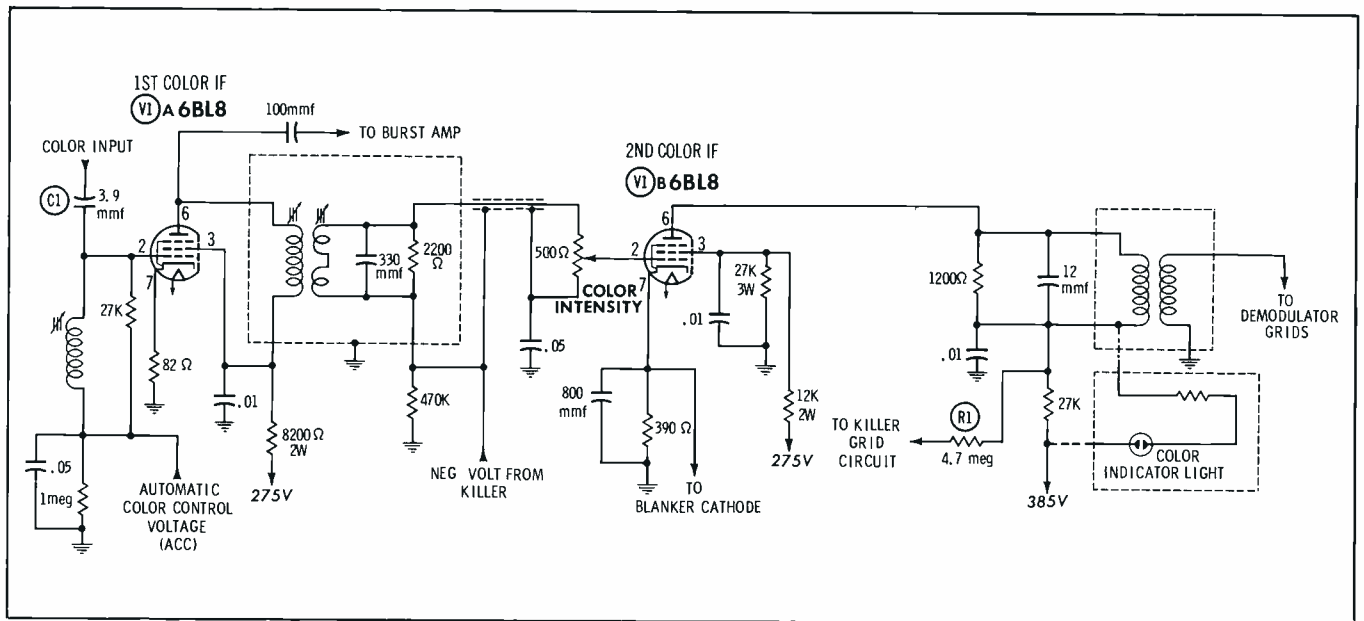 1ST COLOR IF
V1 A 6BL8
100mmf
TO BURST AMP
COLOR INPUT
C1
3.9
mmf
6
2
3
7
27K
82 Ω
.01
8200 Ω
2W
275V
.05
1meg
AUTOMATIC
COLOR CONTROL
VOLTAGE
(ACC)
330
mmf
2200
Ω
470K
NEG VOLT FROM
KILLER
500Ω
COLOR
INTENSITY
.05
2ND COLOR IF
V1 B 6BL8
6
2
3
7
27K
3W
.01
800
mmf
390 Ω
TO
BLANKER CATHODE
12K
2W
275V
1200Ω
12
mmf
.01
TO KILLER
GRID
CIRCUIT
R1
4.7 meg
27K
385V
COLOR
INDICATOR LIGHT
TO
DEMODULATOR
GRIDS